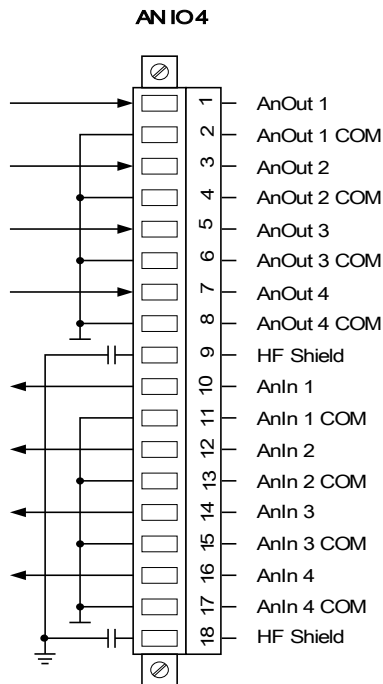 ANIO4
1 AnOut 1
2 AnOut 1 COM
3 AnOut 2
4 AnOut 2 COM
5 AnOut 3
6 AnOut 3 COM
7 AnOut 4
8 AnOut 4 COM
9 HF Shield
10 AnIn 1
11 AnIn 1 COM
12 AnIn 2
13 AnIn 2 COM
14 AnIn 3
15 AnIn 3 COM
16 AnIn 4
17 AnIn 4 COM
18 HF Shield